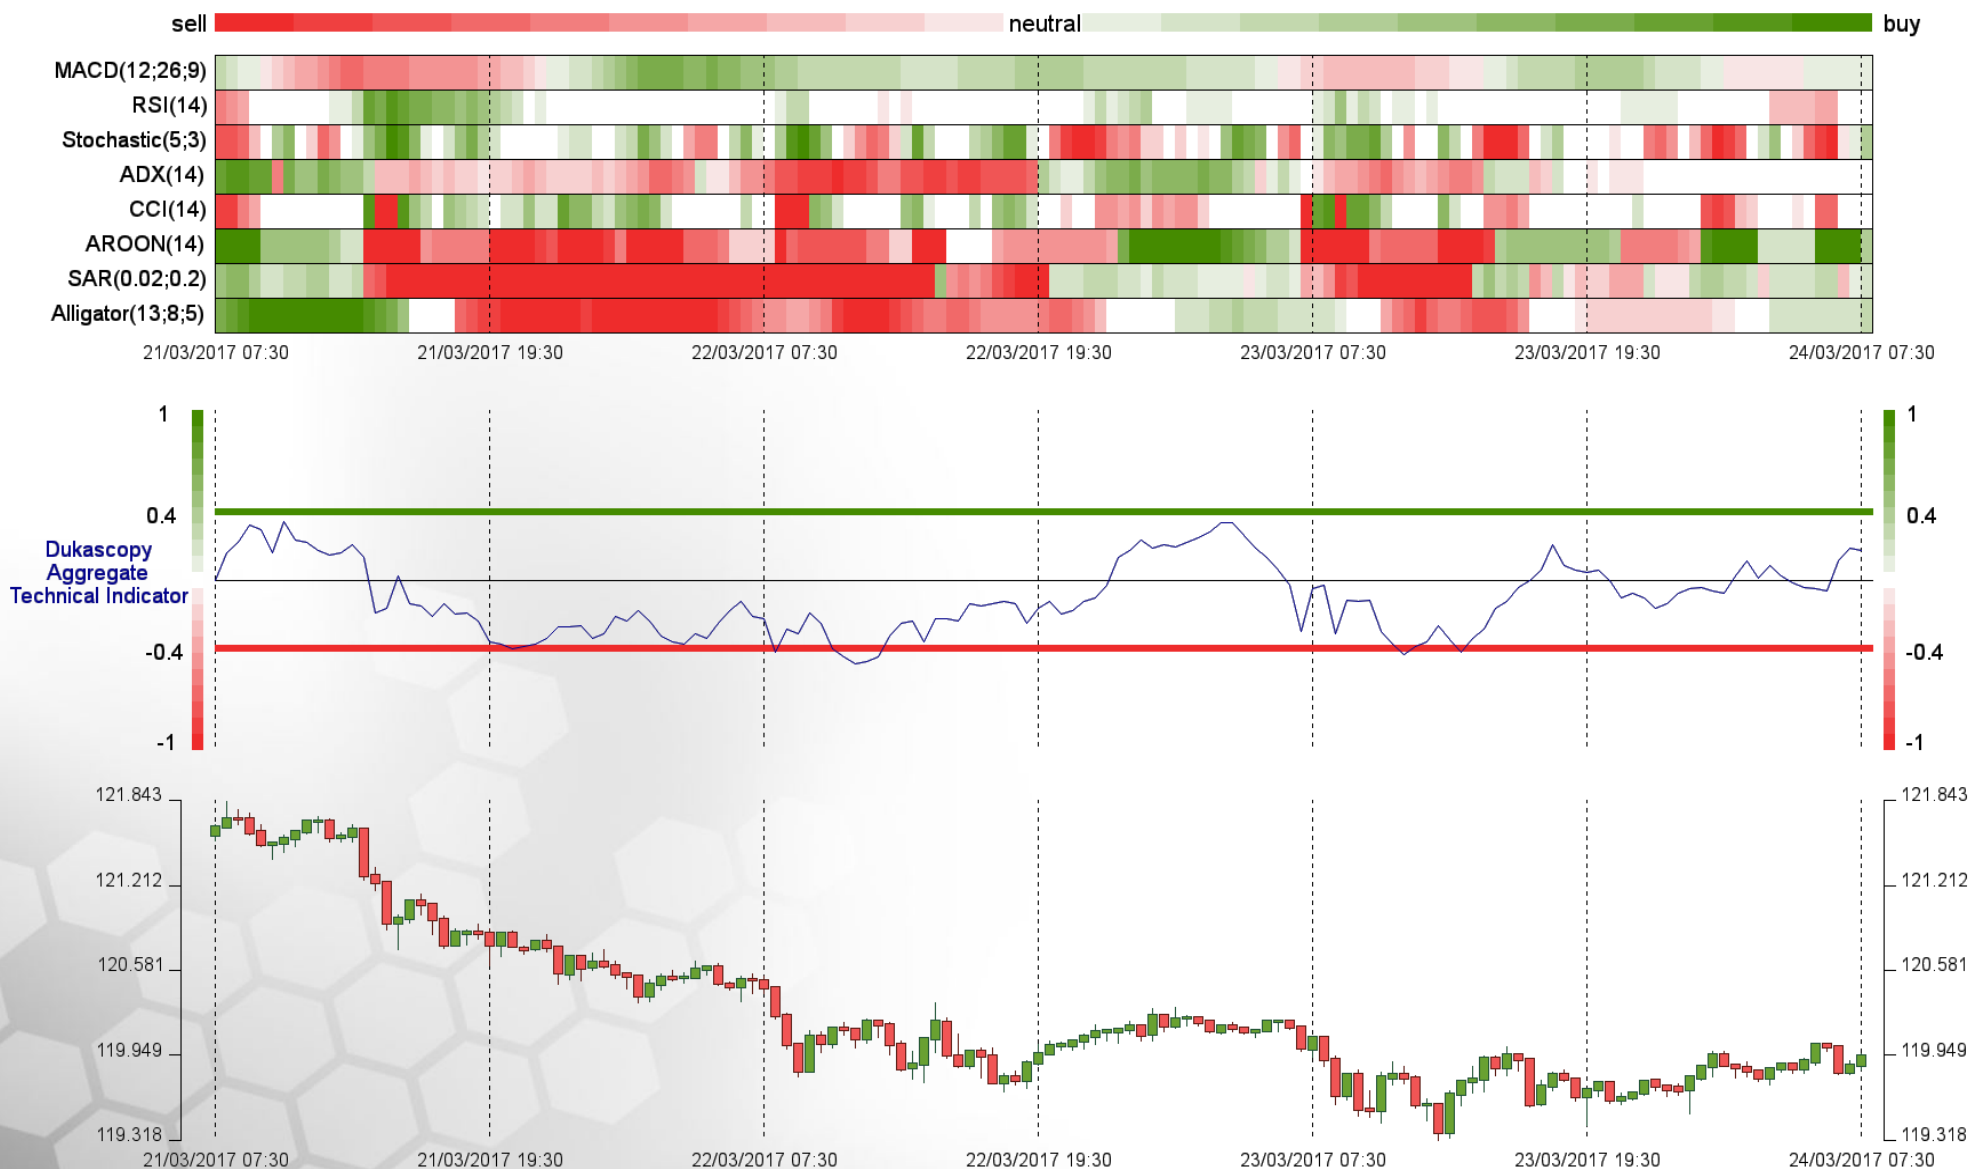 sell neutral buy
MACD(12;26;9)
RSI(14)
Stochastic(5;3)
ADX(14)
CCI(14)
AROON(14)
SAR(0.02;0.2)
Alligator(13;8;5)
21/03/2017 07:30 21/03/2017 19:30 22/03/2017 07:30 22/03/2017 19:30 23/03/2017 07:30 23/03/2017 19:30 24/03/2017 07:30
1 1
0.4 0.4
Dukascopy
Aggregate
Technical Indicator
-0.4 -0.4
-1 -1
121.843 121.843
121.212 121.212
120.581 120.581
119.949 119.949
119.318 119.318
21/03/2017 07:30 21/03/2017 19:30 22/03/2017 07:30 22/03/2017 19:30 23/03/2017 07:30 23/03/2017 19:30 24/03/2017 07:30